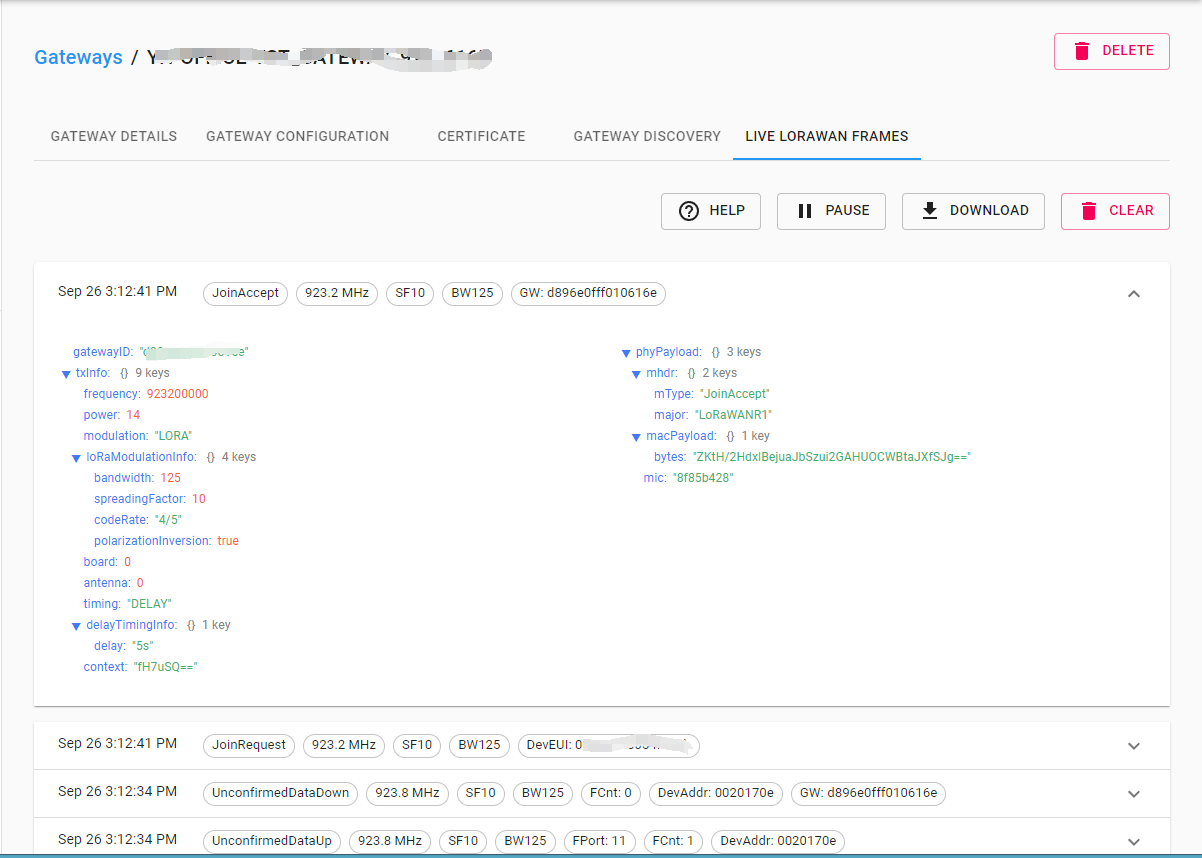 Gateways /
DELETE
GATEWAY DETAILS GATEWAY CONFIGURATION CERTIFICATE GATEWAY DISCOVERY LIVE LORAWAN FRAMES
HELP PAUSE DOWNLOAD CLEAR
Sep 26 3:12:41 PM JoinAccept 923.2 MHz SF10 BW125 GW: d896e0fff010616e
gatewayID:
txInfo: {} 9 keys
frequency: 923200000
power: 14
modulation: "LORA"
loRaModulationInfo: {} 4 keys
bandwidth: 125
spreadingFactor: 10
codeRate: "4/5"
polarizationInversion: true
board: 0
antenna: 0
timing: "DELAY"
delayTimingInfo: {} 1 key
delay: "5s"
context: "fH7uSQ=="
phyPayload: {} 3 keys
mhdr: {} 2 keys
mType: "JoinAccept"
major: "LoRaWANR1"
macPayload: {} 1 key
bytes: "ZKtH/2HdxlBejuaJbSzui2GAHUOCWBtaJXfSJg=="
mic: "8f85b428"
Sep 26 3:12:41 PM JoinRequest 923.2 MHz SF10 BW125 DevEUI:
Sep 26 3:12:34 PM UnconfirmedDataDown 923.8 MHz SF10 BW125 FCnt: 0 DevAddr: 0020170e GW: d896e0fff010616e
Sep 26 3:12:34 PM UnconfirmedDataUp 923.8 MHz SF10 BW125 FPort: 11 FCnt: 1 DevAddr: 0020170e